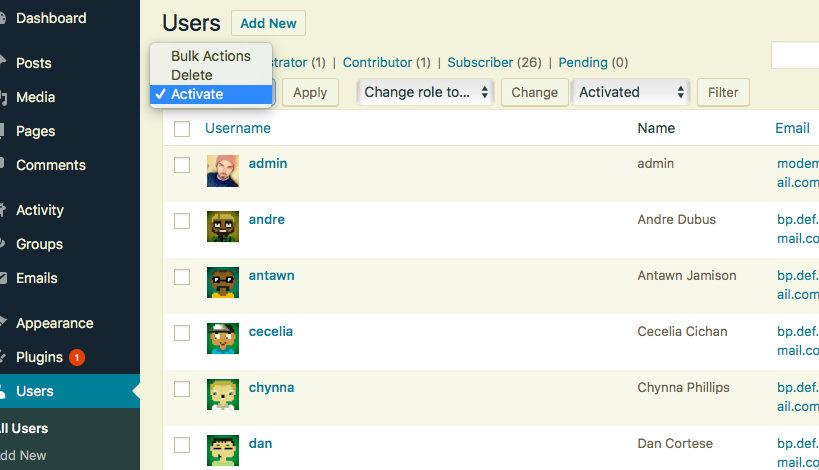 Dashboard
Posts
Media
Pages
Comments
Activity
Groups
Emails
Appearance
Plugins 1
Users
ll Users
dd New
Users Add New
Bulk Actions
Delete
Activate
strator (1) | Contributor (1) | Subscriber (26) | Pending (0)
Apply Change role to... Change Activated Filter
Username Name Email
admin admin modem
ail.com
andre Andre Dubus bp.def.
mail.co
antawn Antawn Jamison bp.def.
ail.com
cecelia Cecelia Cichan bp.def.
mail.co
chynna Chynna Phillips bp.def.
ail.com
dan Dan Cortese bp.def.
mail.co